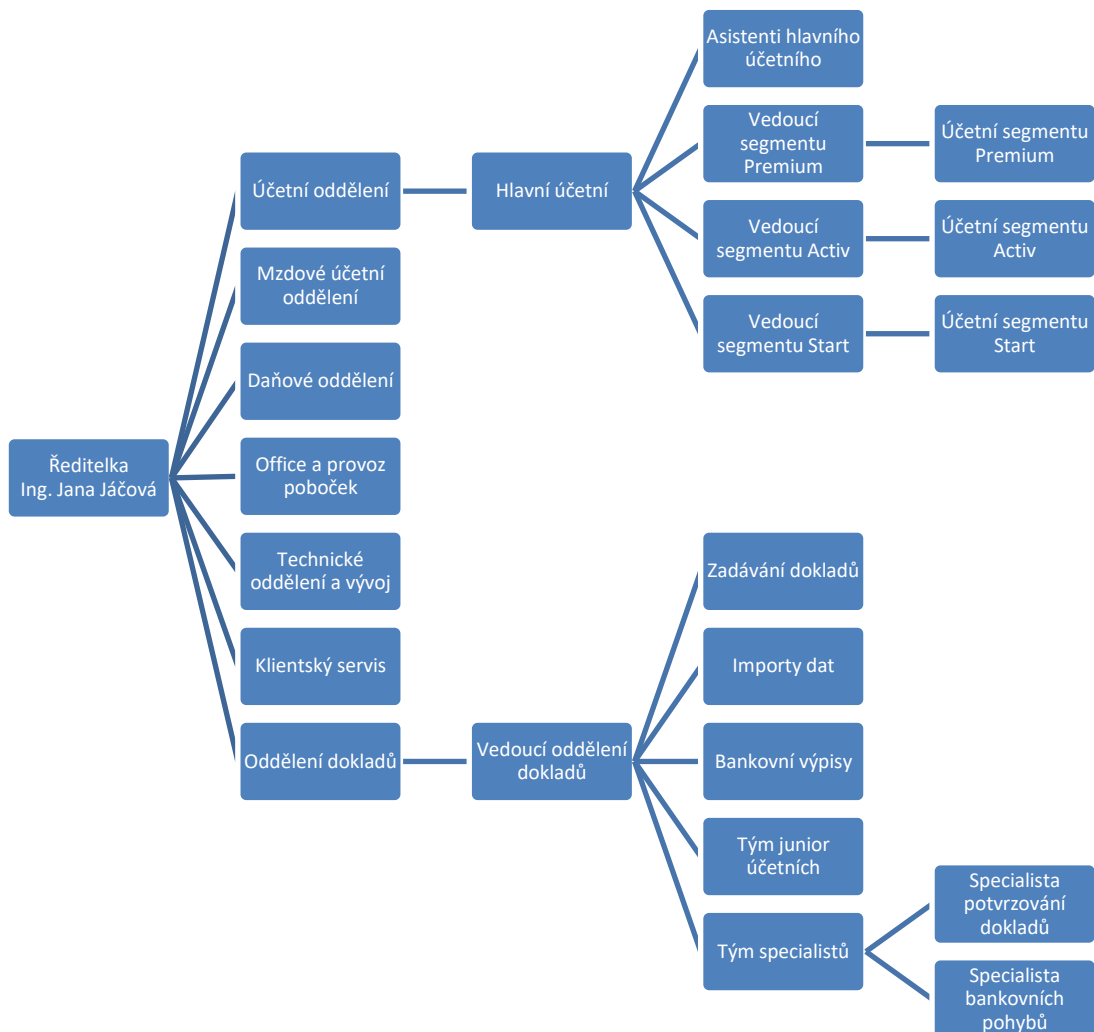 Asistenti hlavního
účetního
Vedoucí
segmentu
Premium
Účetní segmentu
Premium
Účetní oddělení
Hlavní účetní
Vedoucí
segmentu Activ
Účetní segmentu
Activ
Mzdové účetní
oddělení
Vedoucí
segmentu Start
Účetní segmentu
Start
Daňové oddělení
Ředitelka
Ing. Jana Jáčová
Office a provoz
poboček
Technické
oddělení a vývoj
Zadávání dokladů
Klientský servis
Importy dat
Oddělení dokladů
Vedoucí oddělení
dokladů
Bankovní výpisy
Tým junior
účetních
Tým specialistů
Specialista
potvrzování
dokladů
Specialista
bankovních
pohybů